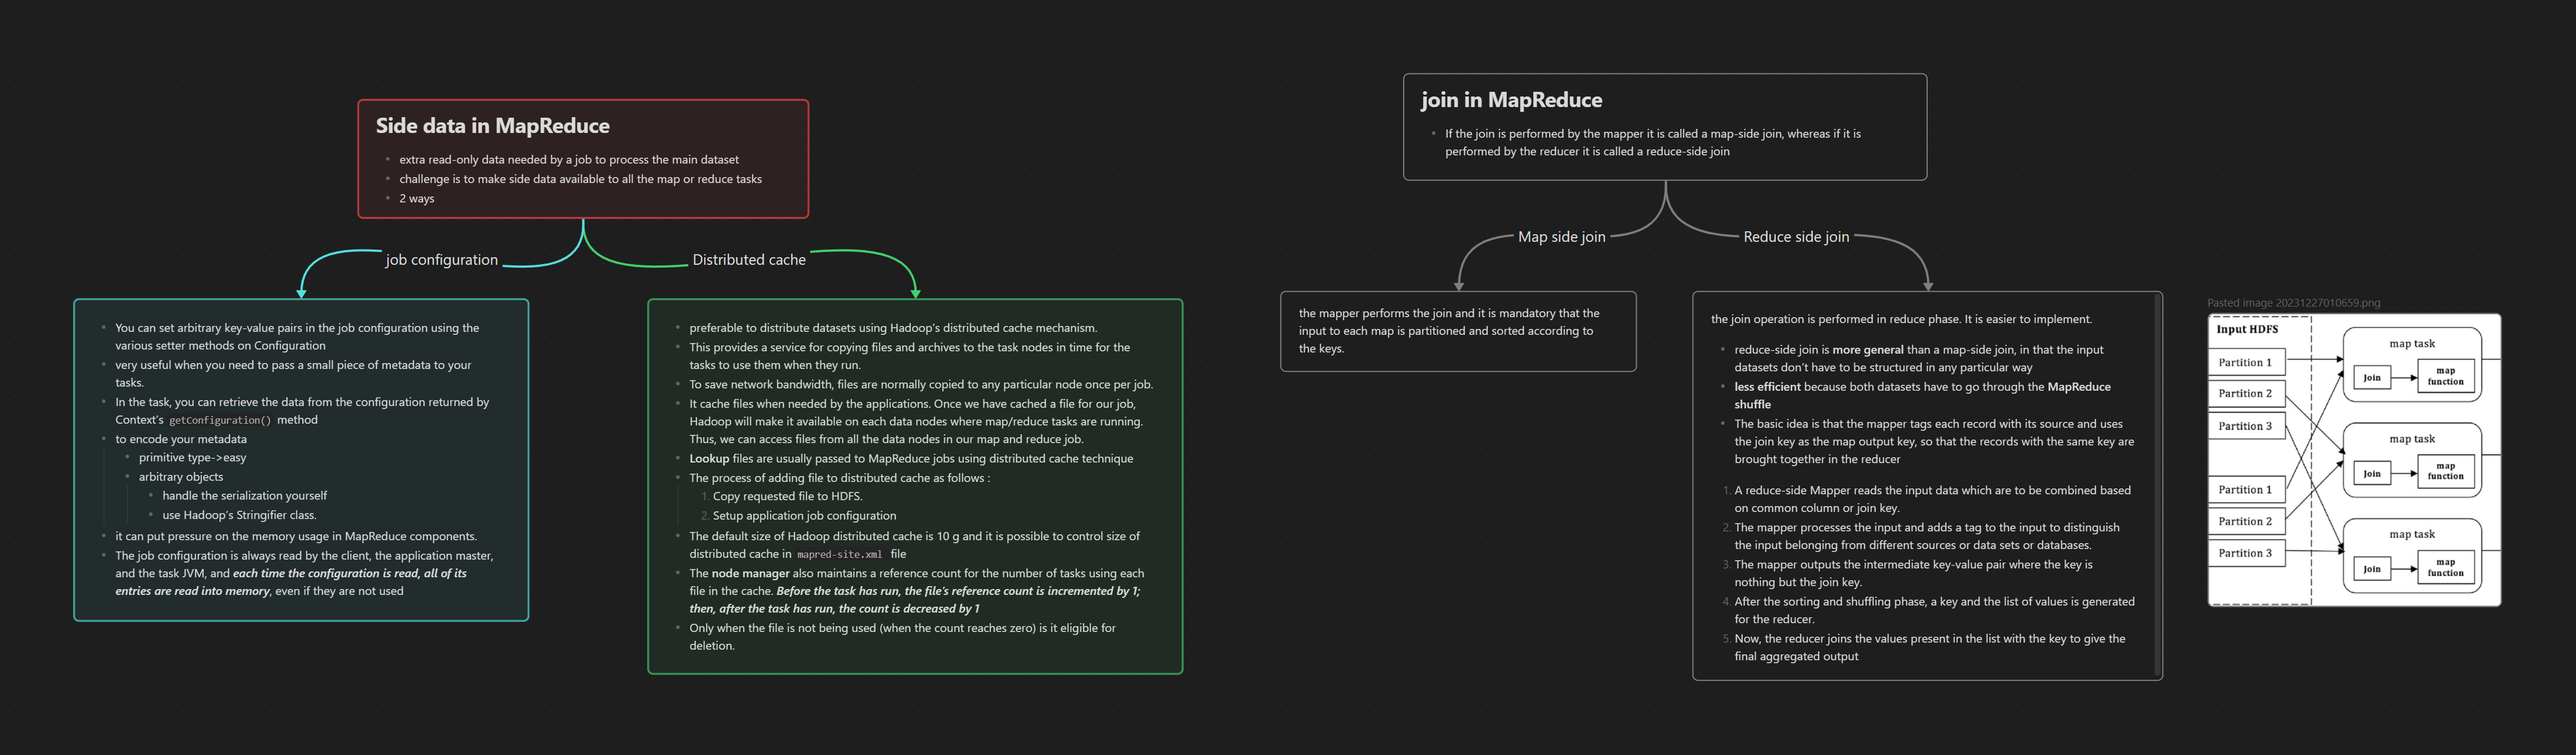 Side data in MapReduce
extra read-only data needed by a job to process the main dataset
challenge is to make side data available to all the map or reduce tasks
2 ways
job configuration
Distributed cache
You can set arbitrary key-value pairs in the job configuration using the
various setter methods on Configuration
very useful when you need to pass a small piece of metadata to your
tasks.
In the task, you can retrieve the data from the configuration returned by
Context's getConfiguration() method
to encode your metadata
primitive type->easy
arbitrary objects
handle the serialization yourself
use Hadoop's Stringifier class.
it can put pressure on the memory usage in MapReduce components.
The job configuration is always read by the client, the application master,
and the task JVM, and each time the configuration is read, all of its
entries are read into memory, even if they are not used
preferable to distribute datasets using Hadoop's distributed cache mechanism.
This provides a service for copying files and archives to the task nodes in time for the
tasks to use them when they run.
To save network bandwidth, files are normally copied to any particular node once per job.
It cache files when needed by the applications. Once we have cached a file for our job,
Hadoop will make it available on each data nodes where map/reduce tasks are running.
Thus, we can access files from all the data nodes in our map and reduce job.
Lookup files are usually passed to MapReduce jobs using distributed cache technique
The process of adding file to distributed cache as follows :
1. Copy requested file to HDFS.
2. Setup application job configuration
The default size of Hadoop distributed cache is 10 g and it is possible to control size of
distributed cache in mapred-site.xml file
The node manager also maintains a reference count for the number of tasks using each
file in the cache. Before the task has run, the file's reference count is incremented by 1;
then, after the task has run, the count is decreased by 1
Only when the file is not being used (when the count reaches zero) is it eligible for
deletion.
join in MapReduce
If the join is performed by the mapper it is called a map-side join, whereas if it is
performed by the reducer it is called a reduce-side join
Map side join
Reduce side join
the mapper performs the join and it is mandatory that the
input to each map is partitioned and sorted according to
the keys.
the join operation is performed in reduce phase. It is easier to implement.
reduce-side join is more general than a map-side join, in that the input
datasets don't have to be structured in any particular way
less efficient because both datasets have to go through the MapReduce
shuffle
The basic idea is that the mapper tags each record with its source and uses
the join key as the map output key, so that the records with the same key are
brought together in the reducer
1. A reduce-side Mapper reads the input data which are to be combined based
on common column or join key.
2. The mapper processes the input and adds a tag to the input to distinguish
the input belonging from different sources or data sets or databases.
3. The mapper outputs the intermediate key-value pair where the key is
nothing but the join key.
4. After the sorting and shuffling phase, a key and the list of values is generated
for the reducer.
5. Now, the reducer joins the values present in the list with the key to give the
final aggregated output
Pasted image 20231227010659.png
Input HDFS
Partition 1
Partition 2
Partition 3
Partition 1
Partition 2
Partition 3
map task
Join
map
function
map task
Join
map
function
map task
Join
map
function